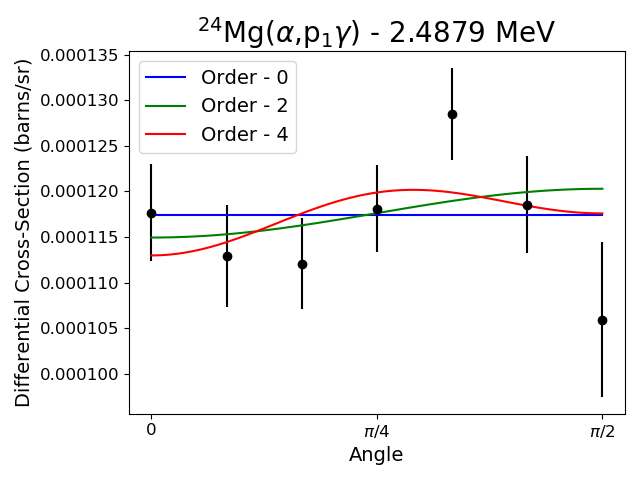 ²⁴Mg(α,p₁γ) - 2.4879 MeV
Differential Cross-Section (barns/sr)
0.000135
0.000130
0.000125
0.000120
0.000115
0.000110
0.000105
0.000100
Order - 0
Order - 2
Order - 4
0
π/4
π/2
Angle